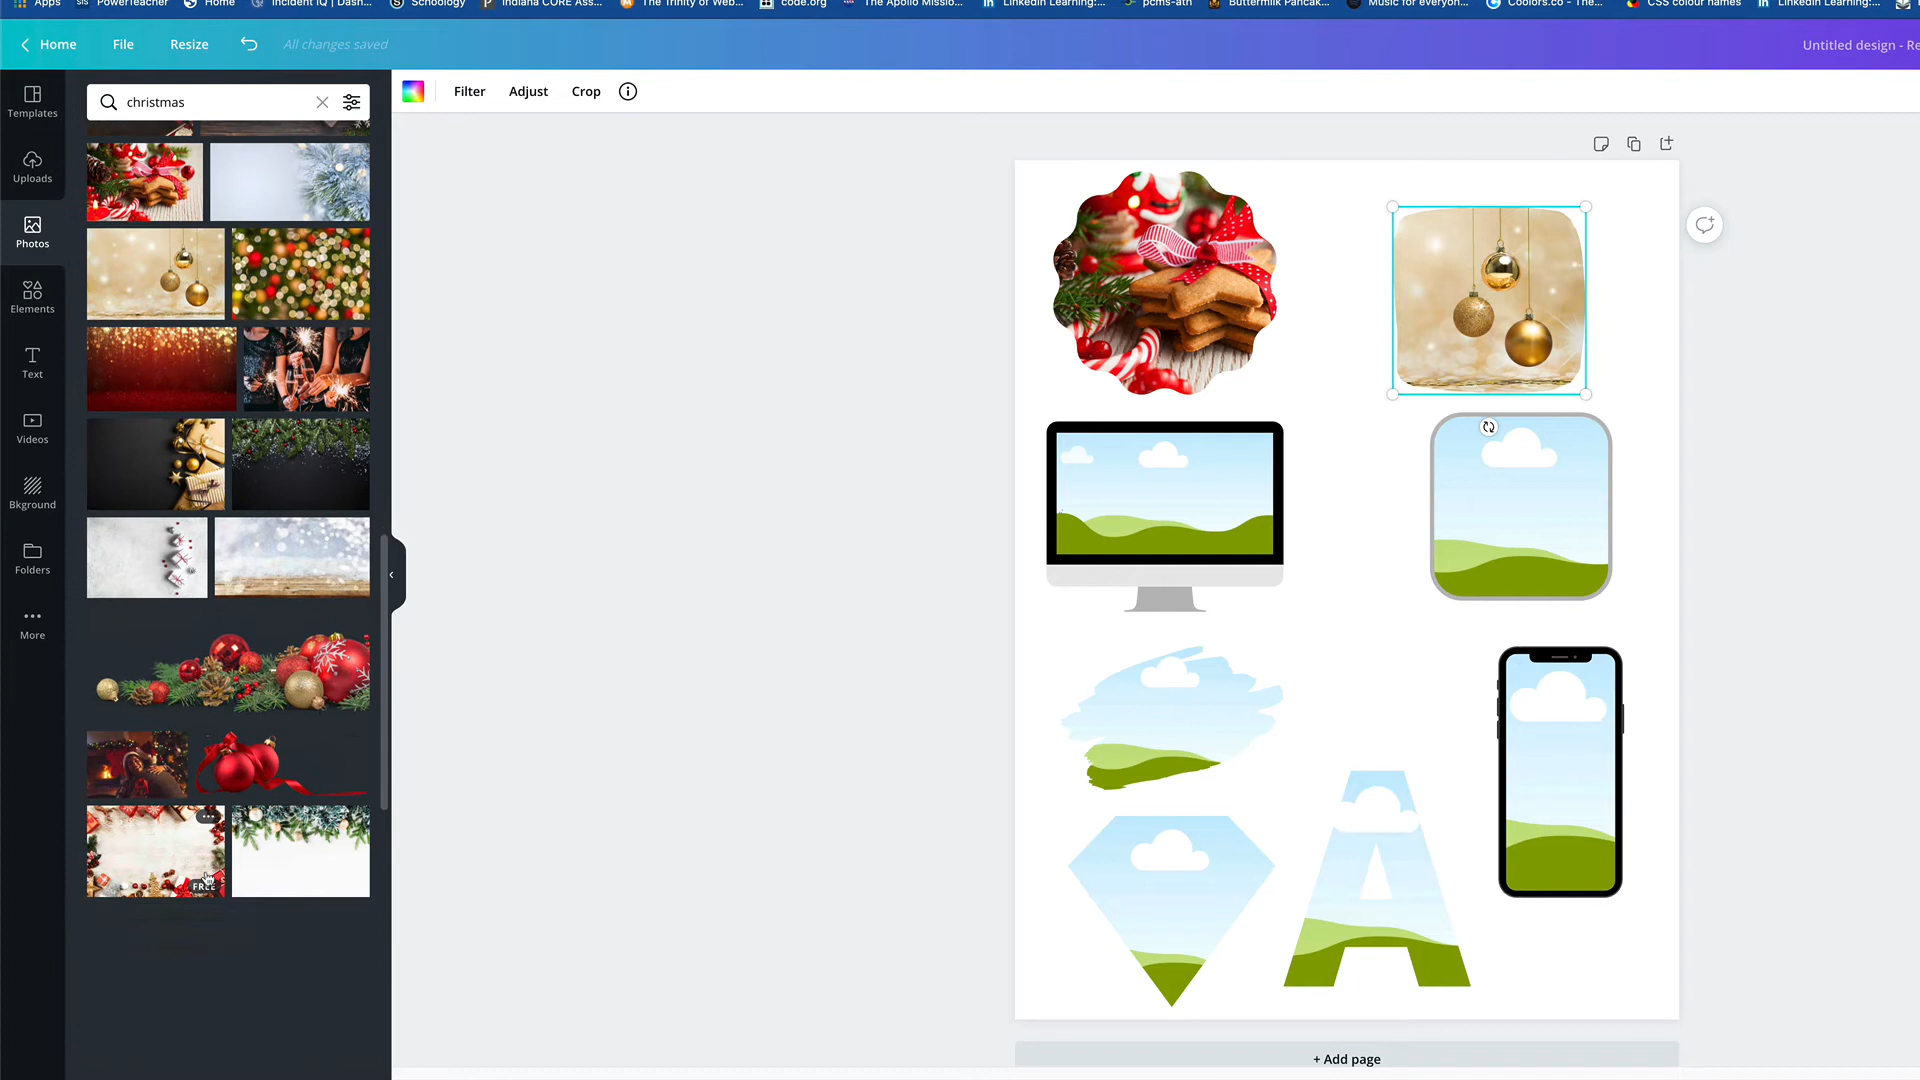 Apps
PowerTeacher
Home
Incident IQ | Dash...
Schoology
Indiana CORE Ass...
The Trinity of Web...
code.org
The Apollo Missio...
LinkedIn Learning:...
pcms-ath
Buttermilk Pancak...
Music for everyon...
Coolors.co - The...
CSS colour names
LinkedIn Learning:...
Home
File
Resize
All changes saved
Untitled design - Re
Templates
Uploads
Photos
Elements
Text
Videos
Bkground
Folders
More
christmas
FREE
Filter
Adjust
Crop
+ Add page